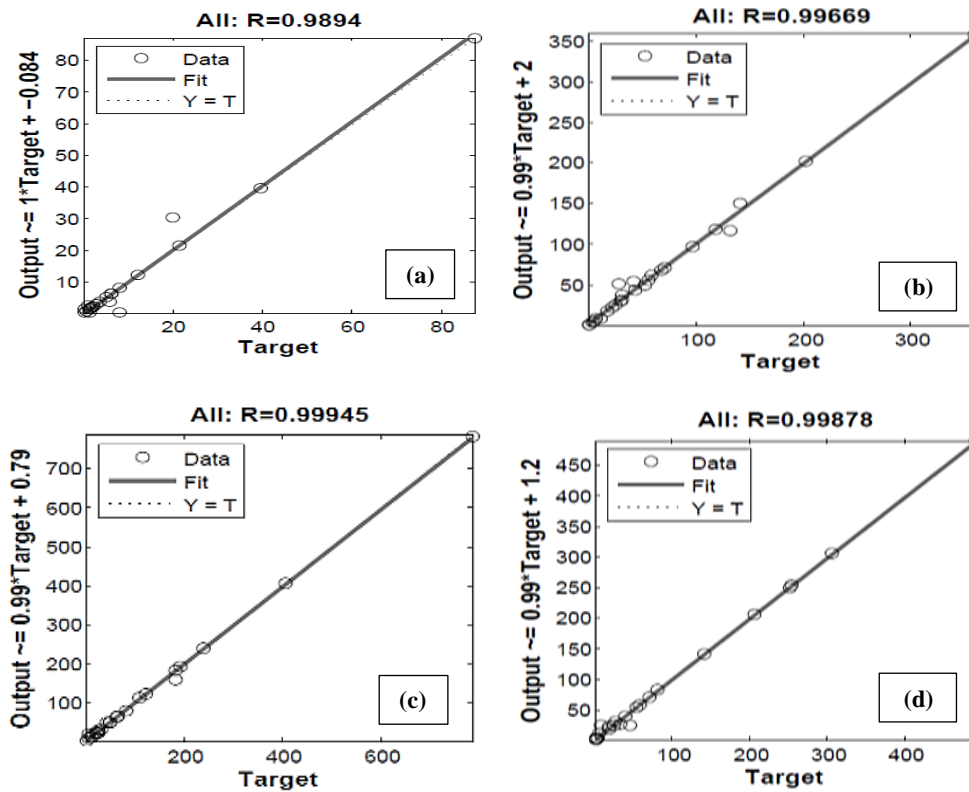 All: R=0.9894
Output ~= 1*Target + -0.084
80
70
60
50
40
30
20
10
Data
Fit
Y = T
(a)
20
40
60
80
Target
All: R=0.99669
Output ~= 0.99*Target + 2
350
300
250
200
150
100
50
Data
Fit
Y = T
(b)
100
200
300
Target
All: R=0.99945
Output ~= 0.99*Target + 0.79
700
600
500
400
300
200
100
Data
Fit
Y = T
(c)
200
400
600
Target
All: R=0.99878
Output ~= 0.99*Target + 1.2
450
400
350
300
250
200
150
100
50
Data
Fit
Y = T
(d)
100
200
300
400
Target